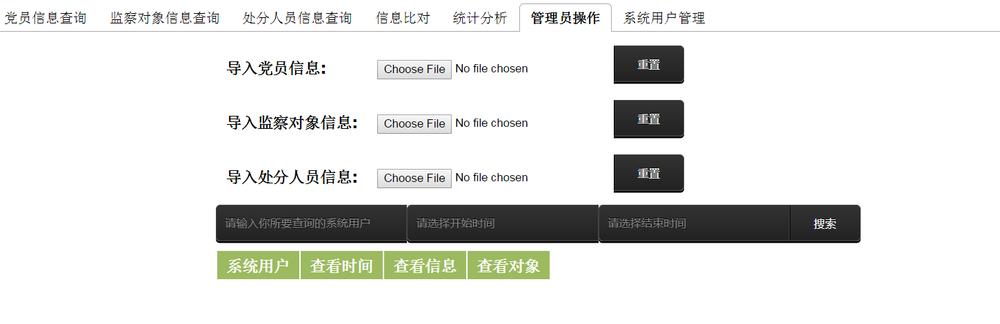 党员信息查询 监察对象信息查询 处分人员信息查询 信息比对 统计分析 管理员操作 系统用户管理
导入党员信息: Choose File No file chosen 重置
导入监察对象信息: Choose File No file chosen 重置
导入处分人员信息: Choose File No file chosen 重置
请输入你所要查询的系统用户 请选择开始时间 请选择结束时间 搜索
系统用户 查看时间 查看信息 查看对象